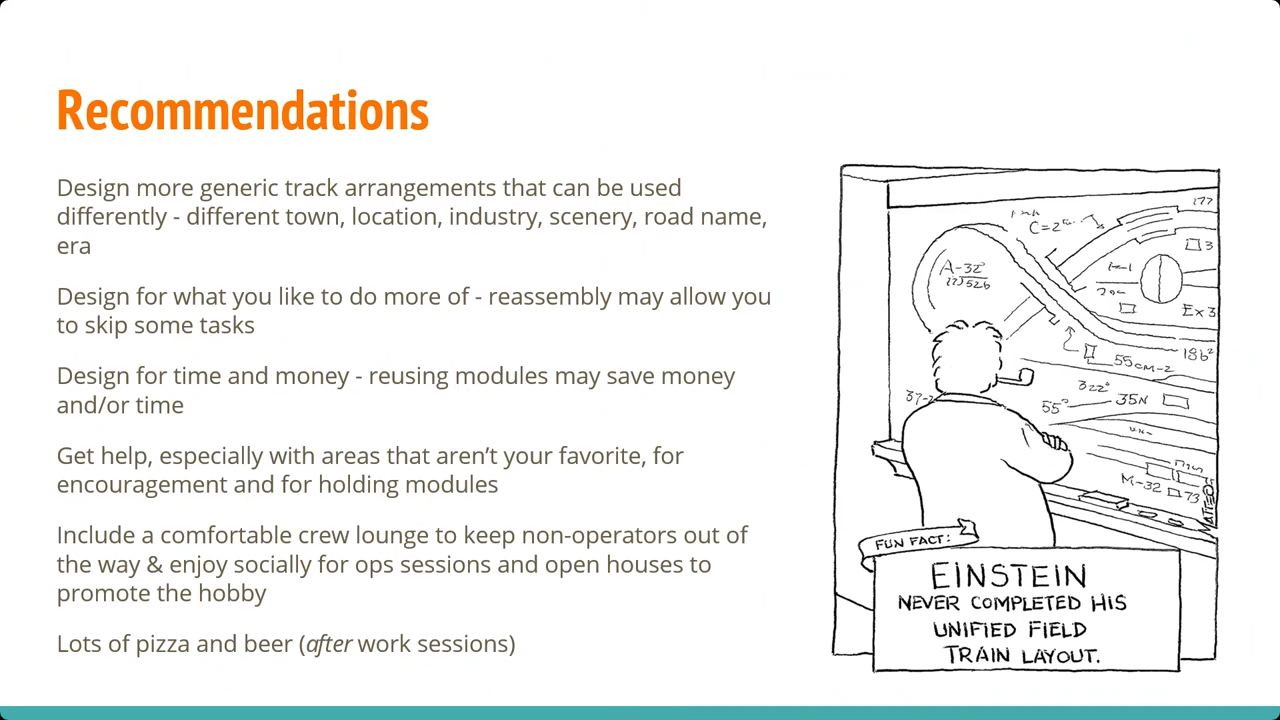 Recommendations
Design more generic track arrangements that can be used
differently - different town, location, industry, scenery, road name,
era
Design for what you like to do more of - reassembly may allow you
to skip some tasks
Design for time and money - reusing modules may save money
and/or time
Get help, especially with areas that aren’t your favorite, for
encouragement and for holding modules
Include a comfortable crew lounge to keep non-operators out of
the way & enjoy socially for ops sessions and open houses to
promote the hobby
Lots of pizza and beer (after work sessions)
177
C=2
3
A-32
Ex3
18b²
55cm-2
322°
35N
55°
37-2
M-32
73
FUN FACT:
EINSTEIN
NEVER COMPLETED HIS
UNIFIED FIELD
TRAIN LAYOUT.